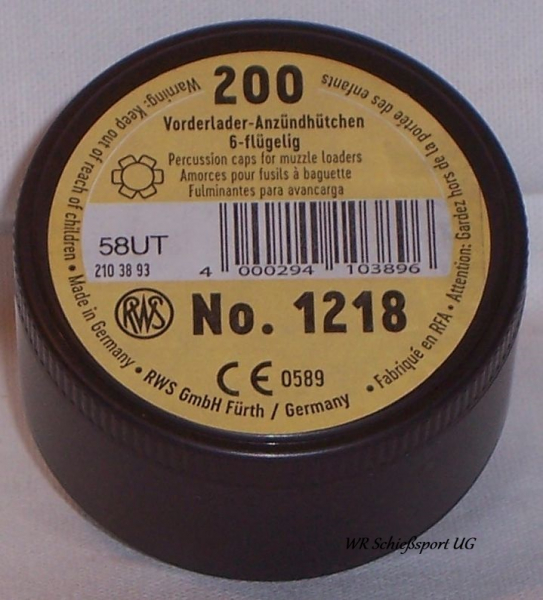 200
Vorderlader-Anzündhütchen
6-flügelig
Percussion caps for muzzle loaders
Amorces pour fusils à baguette
Fulminantes para avancarga
58UT
210 38 93
4 000294 103896
RWS
No. 1218
CE 0589
Warning: Keep out of reach of children • Made in Germany • RWS GmbH Fürth / Germany
• Fabriqué en RFA • Attention: Gardez hors de la portée des enfants
WR Schießsport UG